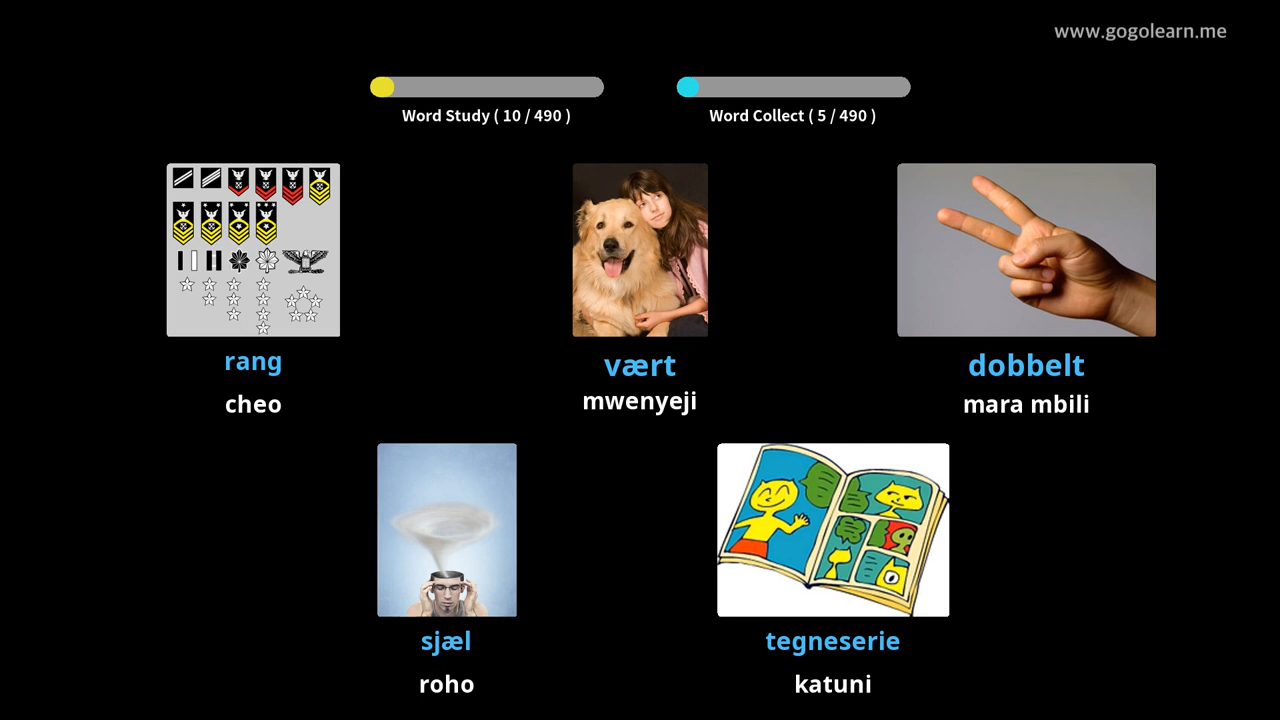 www.gogolearn.me
Word Study ( 10 / 490 )
Word Collect ( 5 / 490 )
rang
cheo
vært
mwenyeji
dobbelt
mara mbili
sjæl
roho
tegneserie
katuni